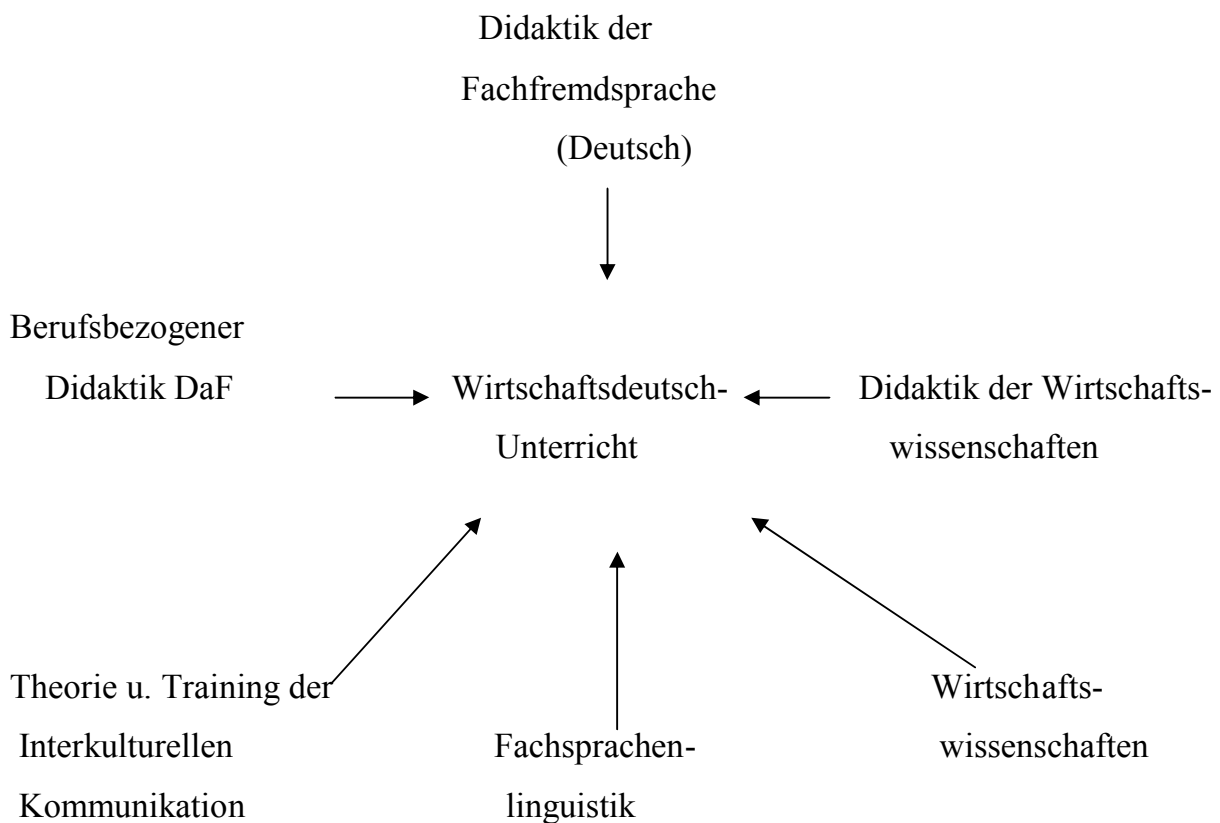 Didaktik der
Fachfremdsprache
(Deutsch)
Berufsbezogener
Didaktik DaF
Wirtschaftsdeutsch-
Unterricht
Didaktik der Wirtschafts-
wissenschaften
Theorie u. Training der
Interkulturellen
Kommunikation
Fachsprachen-
linguistik
Wirtschafts-
wissenschaften